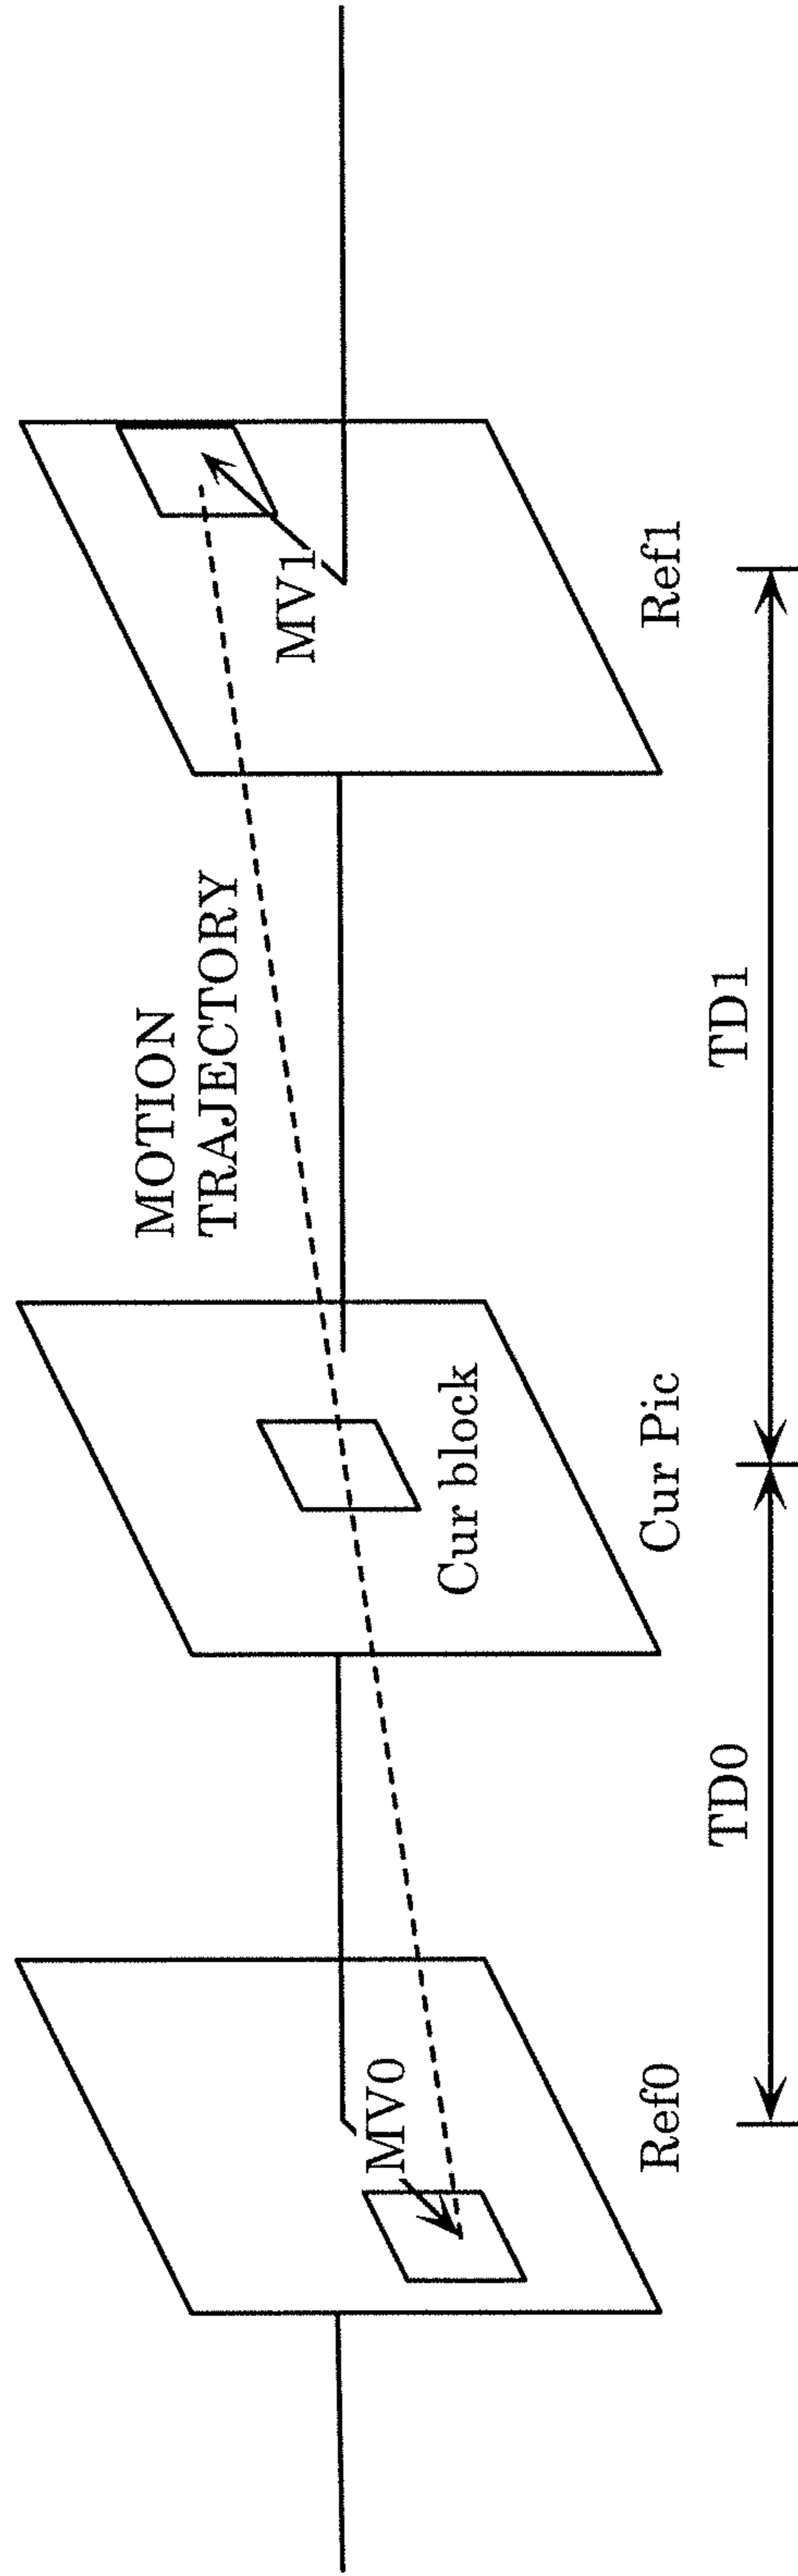 MOTION
TRAJECTORY
MV0
MV1
Cur block
Ref0
Cur Pic
Ref1
TD0
TD1